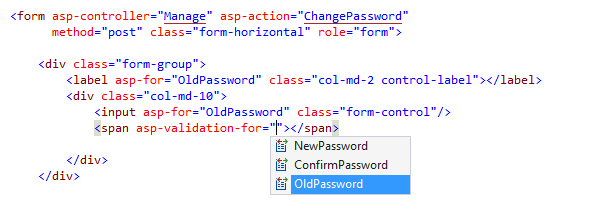 <form asp-controller="Manage" asp-action="ChangePassword"
method="post" class="form-horizontal" role="form">
<div class="form-group">
<label asp-for="OldPassword" class="col-md-2 control-label"></label>
<div class="col-md-10">
<input asp-for="OldPassword" class="form-control"/>
<span asp-validation-for=""></span>
NewPassword
ConfirmPassword
OldPassword
</div>
</div>